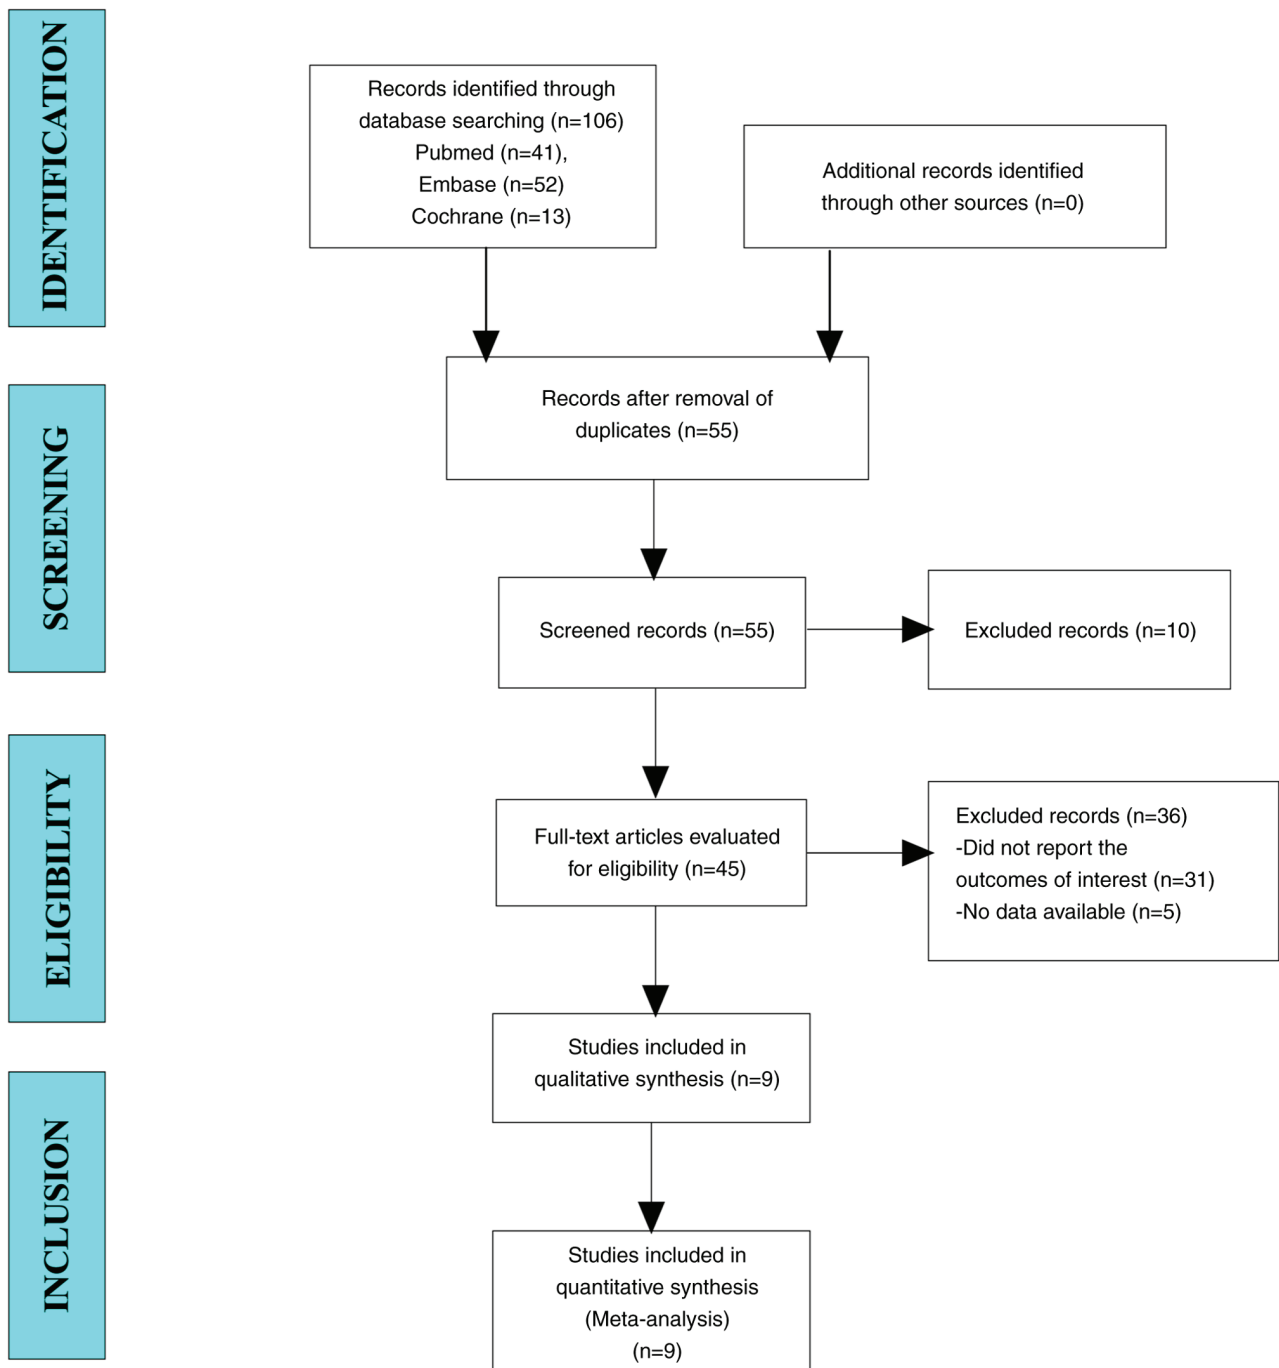 IDENTIFICATION
Records identified through
database searching (n=106)
Pubmed (n=41),
Embase (n=52)
Cochrane (n=13)
Additional records identified
through other sources (n=0)
Records after removal of
duplicates (n=55)
SCREENING
Screened records (n=55)
Excluded records (n=10)
ELIGIBILITY
Full-text articles evaluated
for eligibility (n=45)
Excluded records (n=36)
-Did not report the
outcomes of interest (n=31)
-No data available (n=5)
Studies included in
qualitative synthesis (n=9)
INCLUSION
Studies included in
quantitative synthesis
(Meta-analysis)
(n=9)